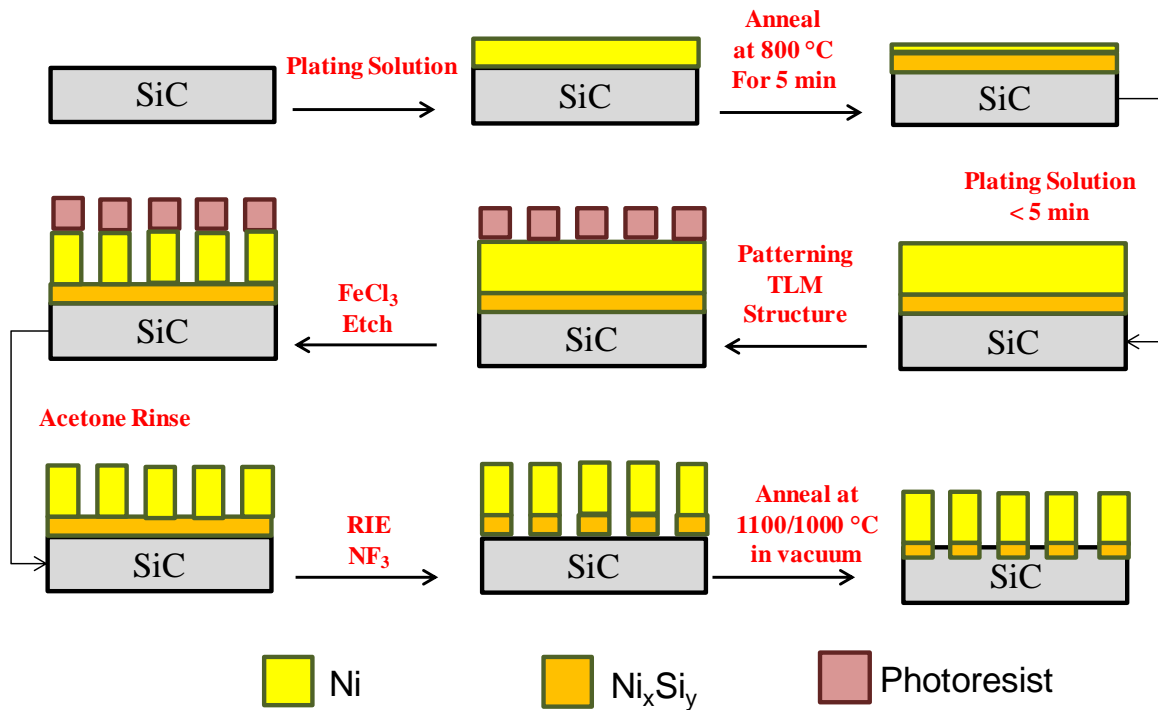 SiC
Plating Solution
SiC
Anneal
at 800 °C
For 5 min
SiC
Plating Solution
< 5 min
SiC
Patterning
TLM
Structure
SiC
FeCl₃
Etch
SiC
Acetone Rinse
SiC
RIE
NF₃
SiC
Anneal at
1100/1000 °C
in vacuum
SiC
Ni
NiₓSiᵧ
Photoresist